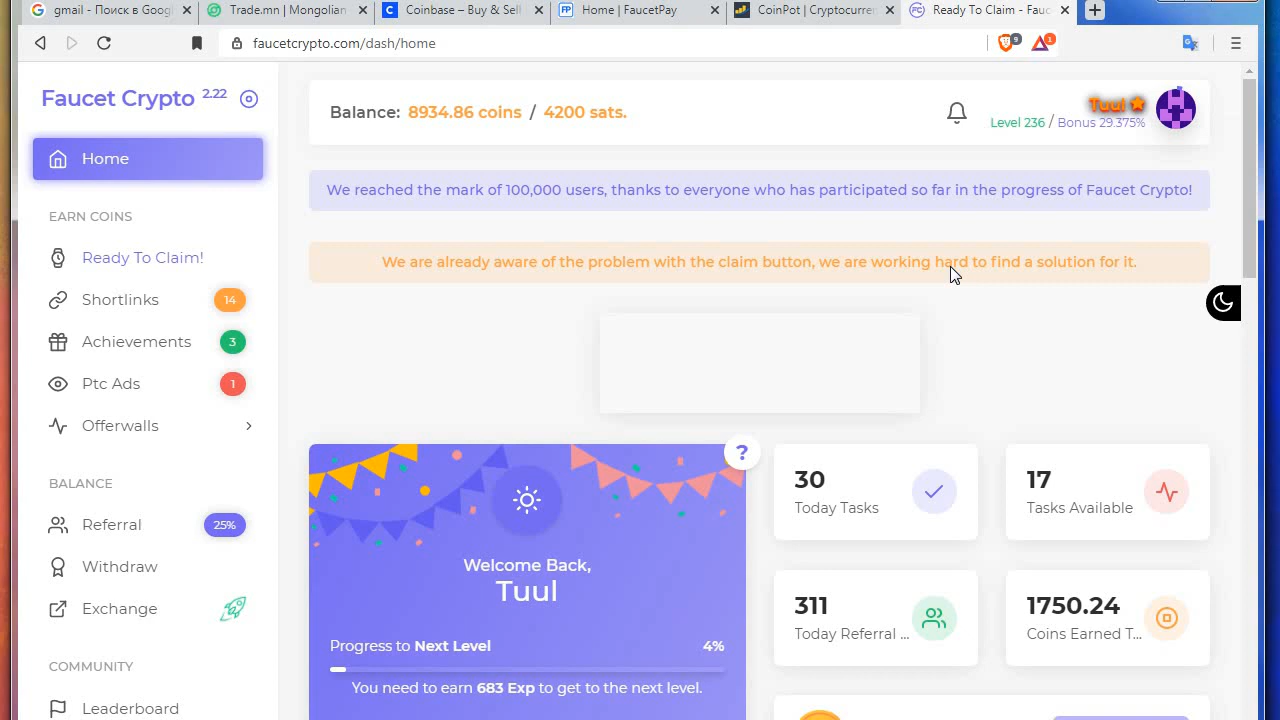 gmail - Поиск в Goog
Trade.mn | Mongolian
Coinbase – Buy & Sell
Home | FaucetPay
CoinPot | Cryptocurren
Ready To Claim - Fauc
faucetcrypto.com/dash/home
9
1
Faucet Crypto 2.22
Home
EARN COINS
Ready To Claim!
Shortlinks 14
Achievements 3
Ptc Ads 1
Offerwalls
BALANCE
Referral 25%
Withdraw
Exchange
COMMUNITY
Leaderboard
Balance: 8934.86 coins / 4200 sats.
Tuul
Level 236 / Bonus 29.375%
We reached the mark of 100,000 users, thanks to everyone who has participated so far in the progress of Faucet Crypto!
We are already aware of the problem with the claim button, we are working hard to find a solution for it.
?
Welcome Back,
Tuul
Progress to Next Level 4%
You need to earn 683 Exp to get to the next level.
30
Today Tasks
17
Tasks Available
311
Today Referral ...
1750.24
Coins Earned T...